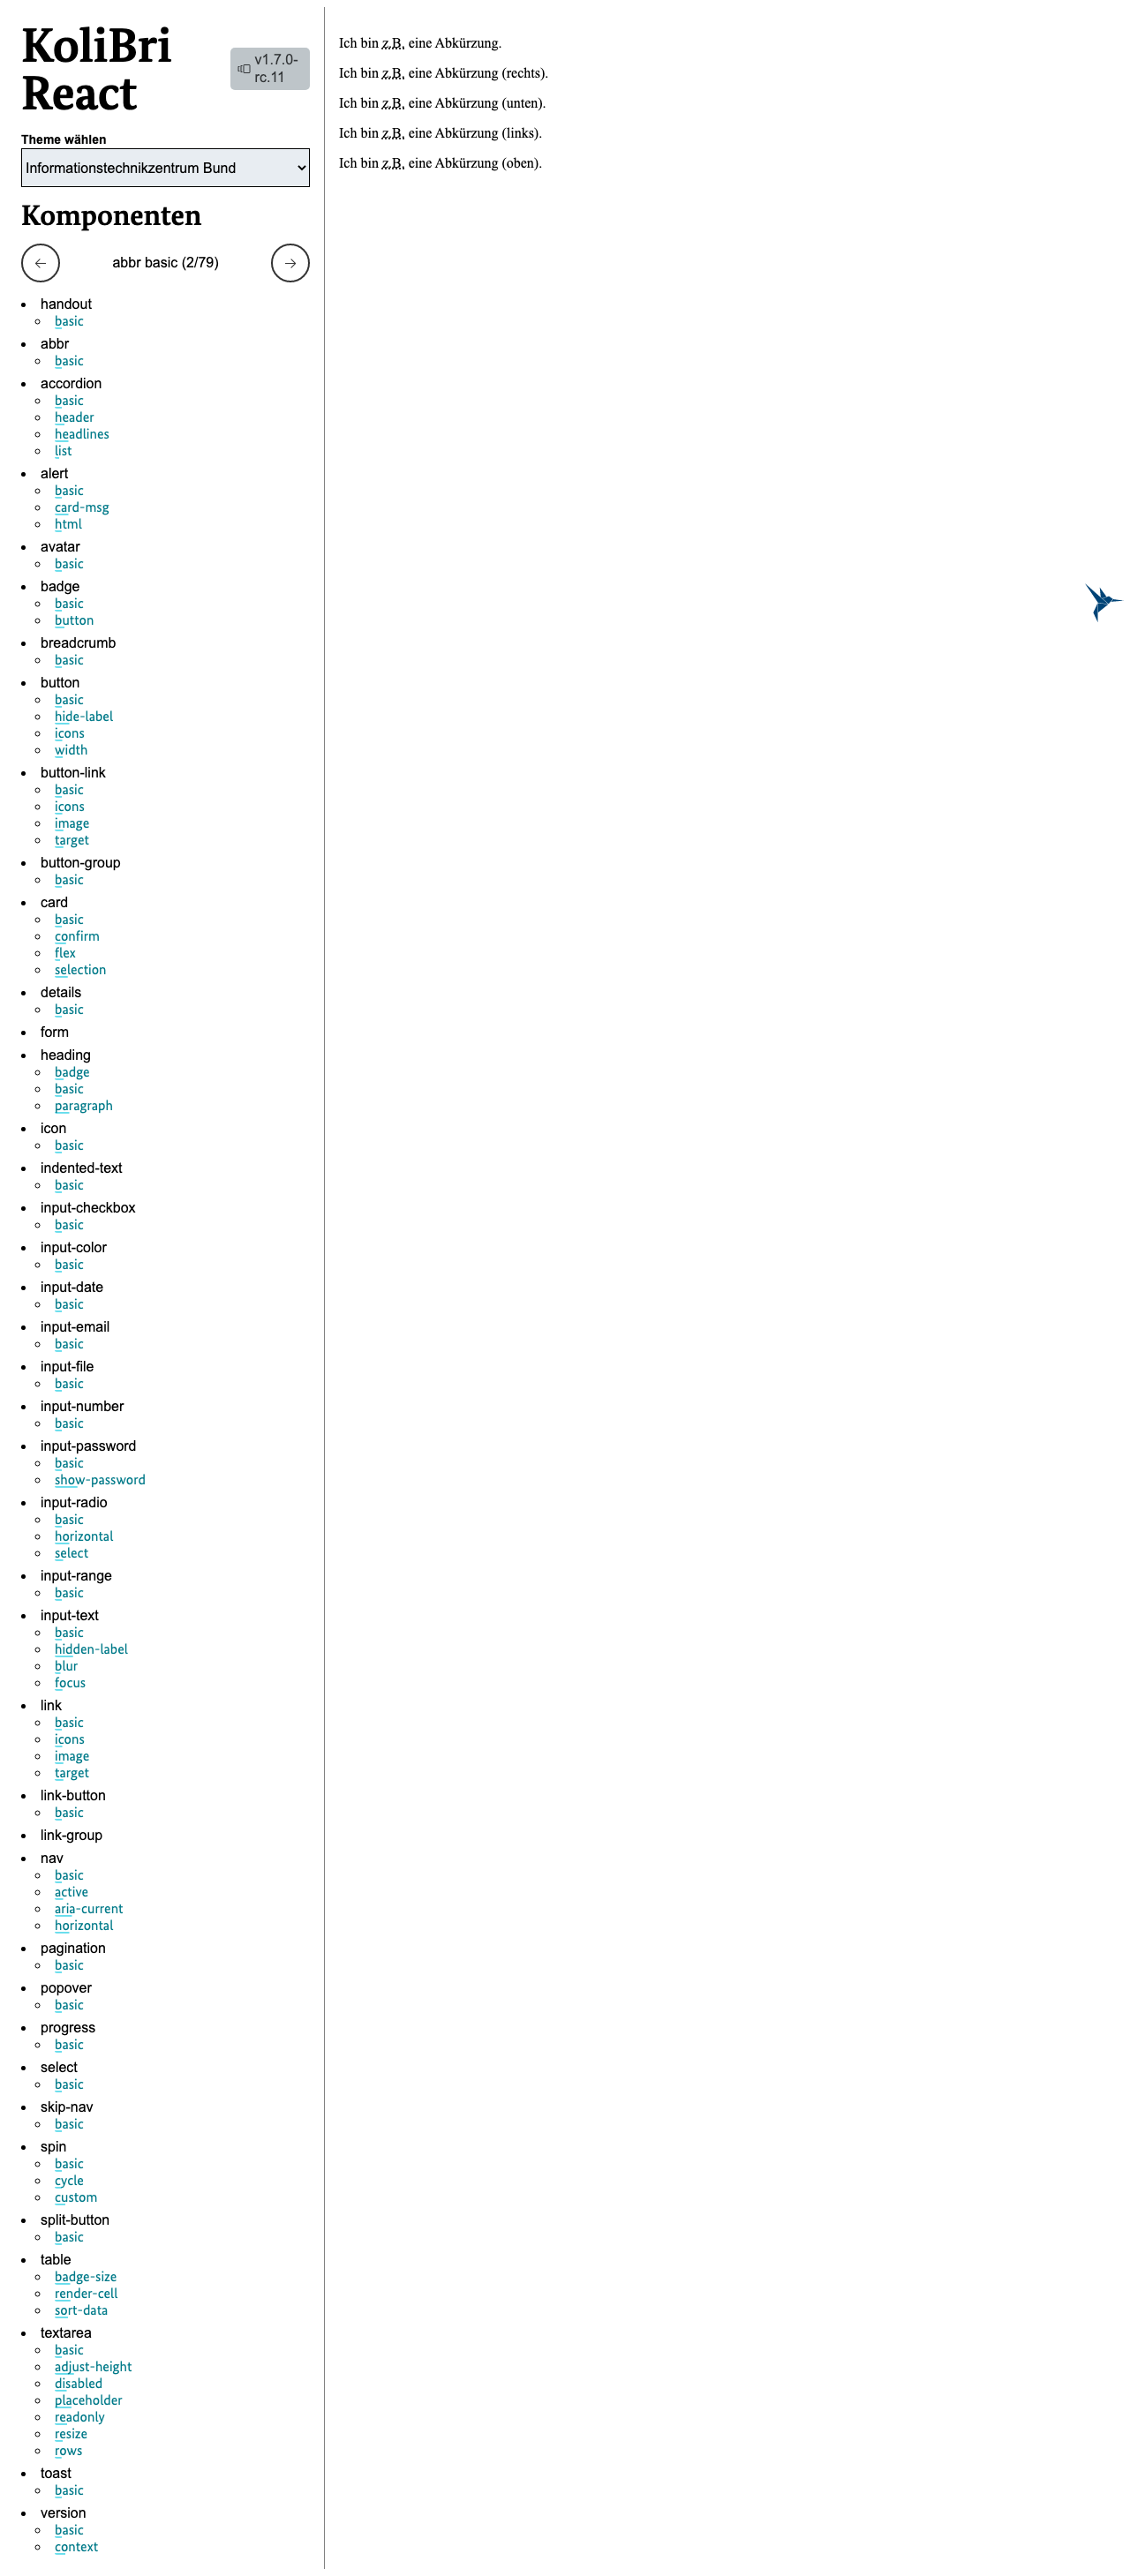 KoliBri
React
v1.7.0-
rc.11
Theme wählen
Informationstechnikzentrum Bund
Komponenten
abbr basic (2/79)
handout
basic
abbr
basic
accordion
basic
header
headlines
list
alert
basic
card-msg
html
avatar
basic
badge
basic
button
breadcrumb
basic
button
basic
hide-label
icons
width
button-link
basic
icons
image
target
button-group
basic
card
basic
confirm
flex
selection
details
basic
form
heading
badge
basic
paragraph
icon
basic
indented-text
basic
input-checkbox
basic
input-color
basic
input-date
basic
input-email
basic
input-file
basic
input-number
basic
input-password
basic
show-password
input-radio
basic
horizontal
select
input-range
basic
input-text
basic
hidden-label
blur
focus
link
basic
icons
image
target
link-button
basic
link-group
nav
basic
active
aria-current
horizontal
pagination
basic
popover
basic
progress
basic
select
basic
skip-nav
basic
spin
basic
cycle
custom
split-button
basic
table
badge-size
render-cell
sort-data
textarea
basic
adjust-height
disabled
placeholder
readonly
resize
rows
toast
basic
version
basic
context
Ich bin z.B. eine Abkürzung.
Ich bin z.B. eine Abkürzung (rechts).
Ich bin z.B. eine Abkürzung (unten).
Ich bin z.B. eine Abkürzung (links).
Ich bin z.B. eine Abkürzung (oben).